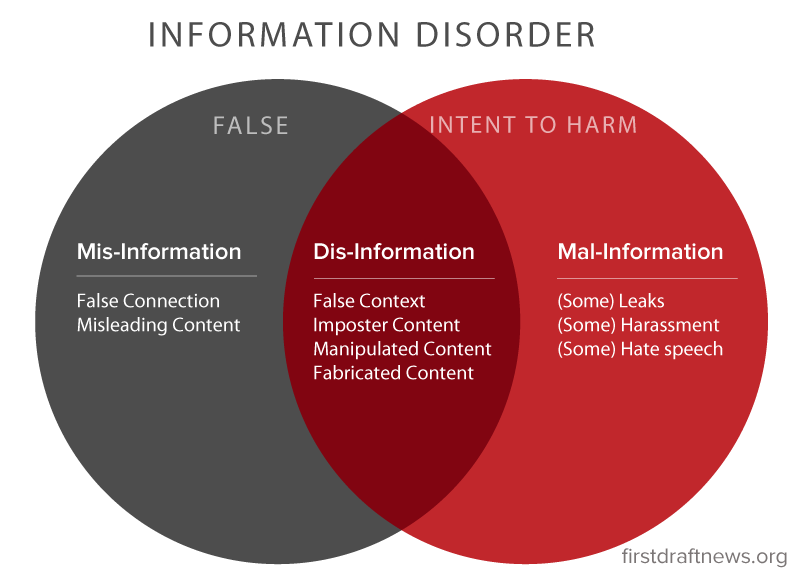 INFORMATION DISORDER
FALSE
INTENT TO HARM
Mis-Information
False Connection
Misleading Content
Dis-Information
False Context
Imposter Content
Manipulated Content
Fabricated Content
Mal-Information
(Some) Leaks
(Some) Harassment
(Some) Hate speech
firstdraftnews.org